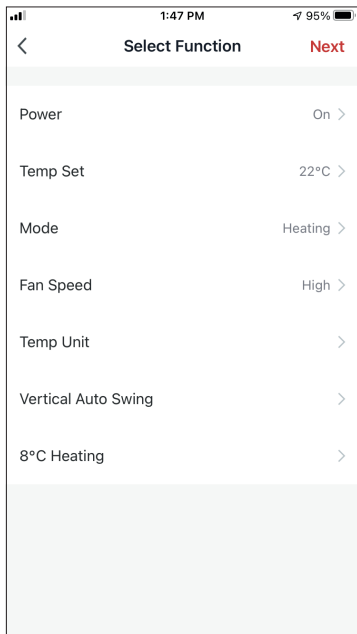 1:47 PM 95%
Select Function Next
Power On
Temp Set 22°C
Mode Heating
Fan Speed High
Temp Unit
Vertical Auto Swing
8°C Heating